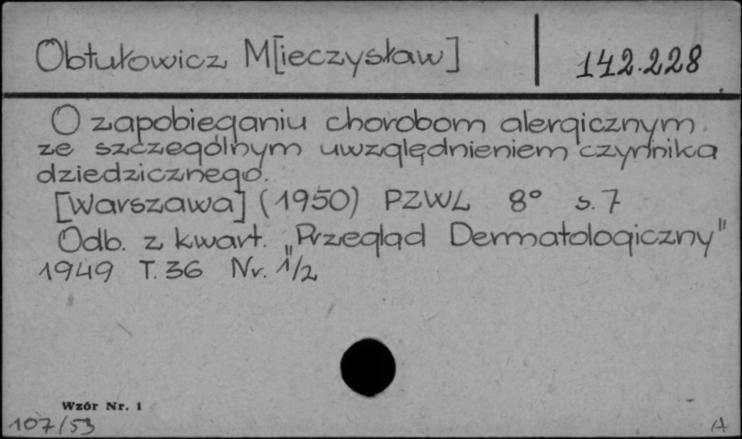 Obtułowicz M[ieczysław]
142.228
O zapobieganiu chorobom alergicznym
ze szczególnym uwzględnieniem czynnika
dziedzicznego.
[Warszawa] (1950) PZWL 8° s. 7
Odb. z kwart. „Przegląd Dermatologiczny"
1949 T. 36 Nr. 1/2
Wzór Nr. 1
107/53
A